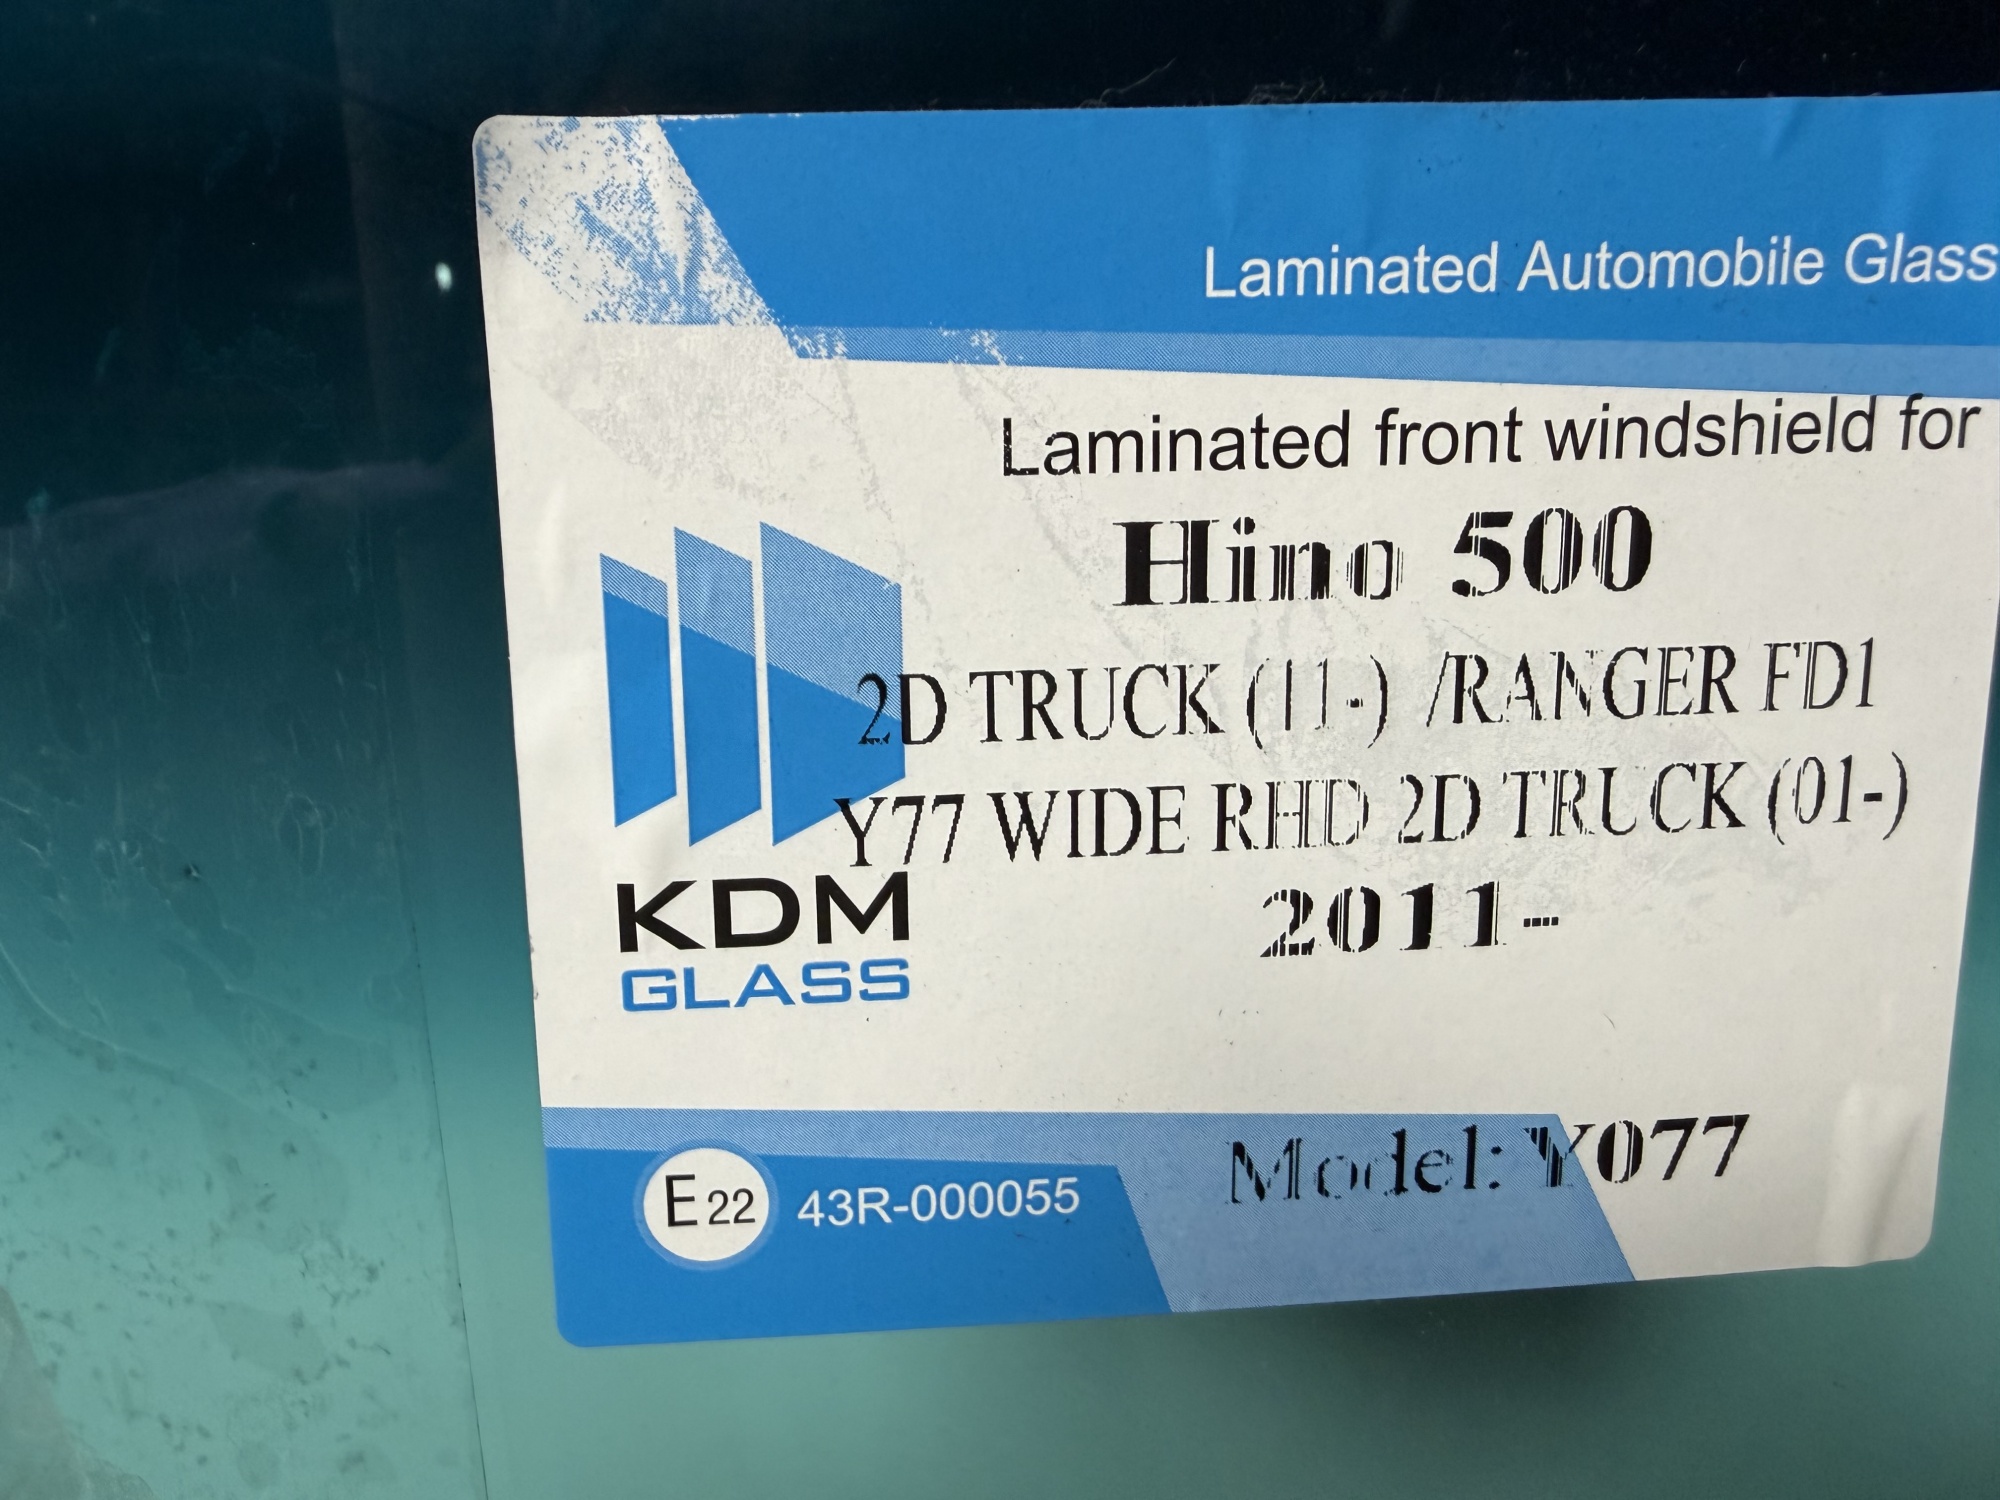 Laminated Automobile Glass
Laminated front windshield for
Hino 500
2D TRUCK (11-) /RANGER FD1
Y77 WIDE RHD 2D TRUCK (01-)
2011-
KDM
GLASS
Model: Y077
E22 43R-000055